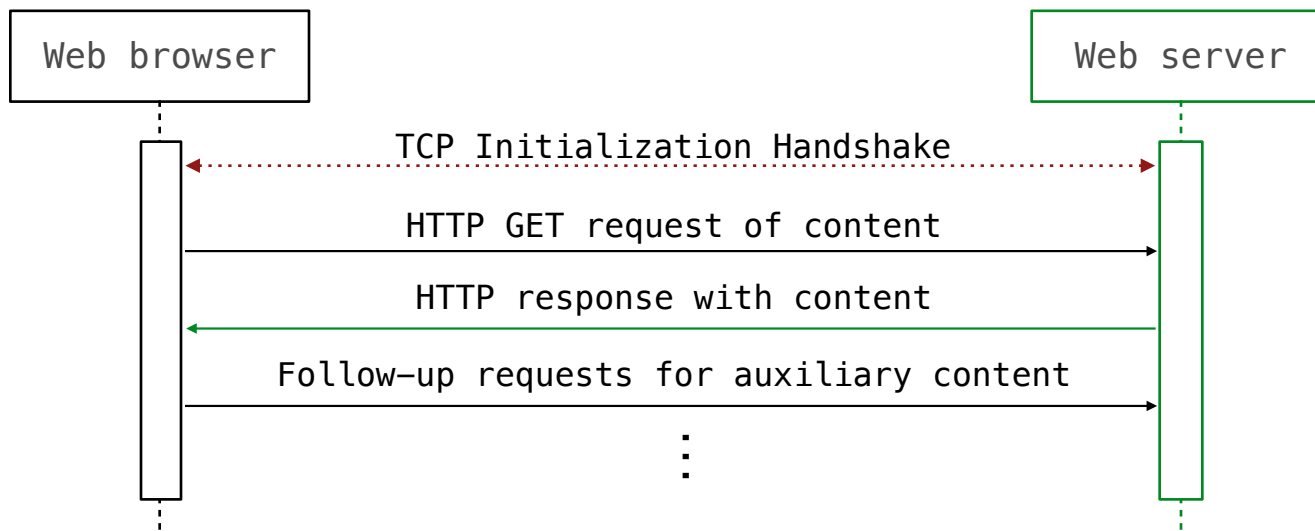 Web browser
Web server
TCP Initialization Handshake
HTTP GET request of content
HTTP response with content
Follow-up requests for auxiliary content